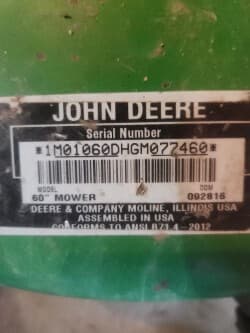 JOHN DEERE
Serial Number
*1M01060DHGM077460*
MODEL DOM
60" MOWER 092816
DEERE & COMPANY MOLINE, ILLINOIS USA
ASSEMBLED IN USA
CONFORMS TO ANSI B71.4-2012